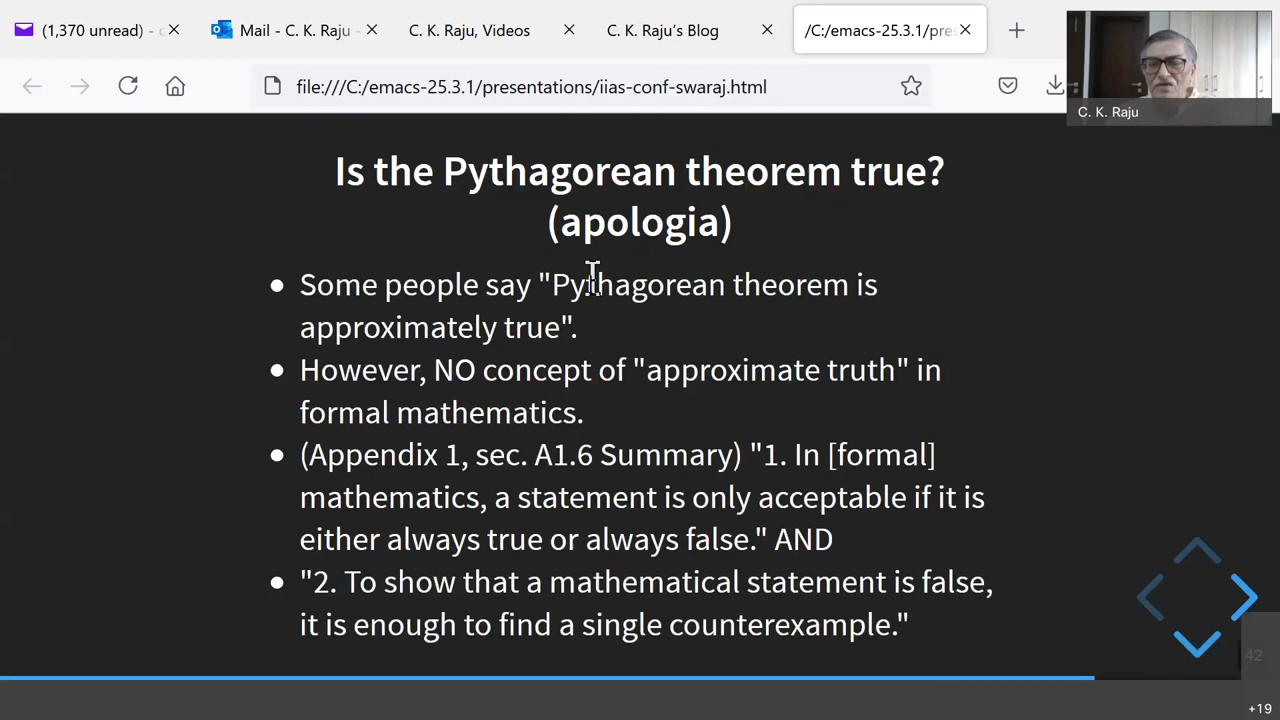 (1,370 unread) - c
Mail - C. K. Raju -
C. K. Raju, Videos
C. K. Raju's Blog
/C:/emacs-25.3.1/pres
file:///C:/emacs-25.3.1/presentations/iias-conf-swaraj.html
C. K. Raju
Is the Pythagorean theorem true?
(apologia)
Some people say "Pythagorean theorem is
approximately true".
However, NO concept of "approximate truth" in
formal mathematics.
(Appendix 1, sec. A1.6 Summary) "1. In [formal]
mathematics, a statement is only acceptable if it is
either always true or always false." AND
"2. To show that a mathematical statement is false,
it is enough to find a single counterexample."
42
+19